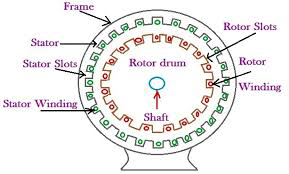 Frame
Stator
Rotor Slots
Stator Slots
Rotor drum
Rotor
Winding
Stator Winding
Shaft